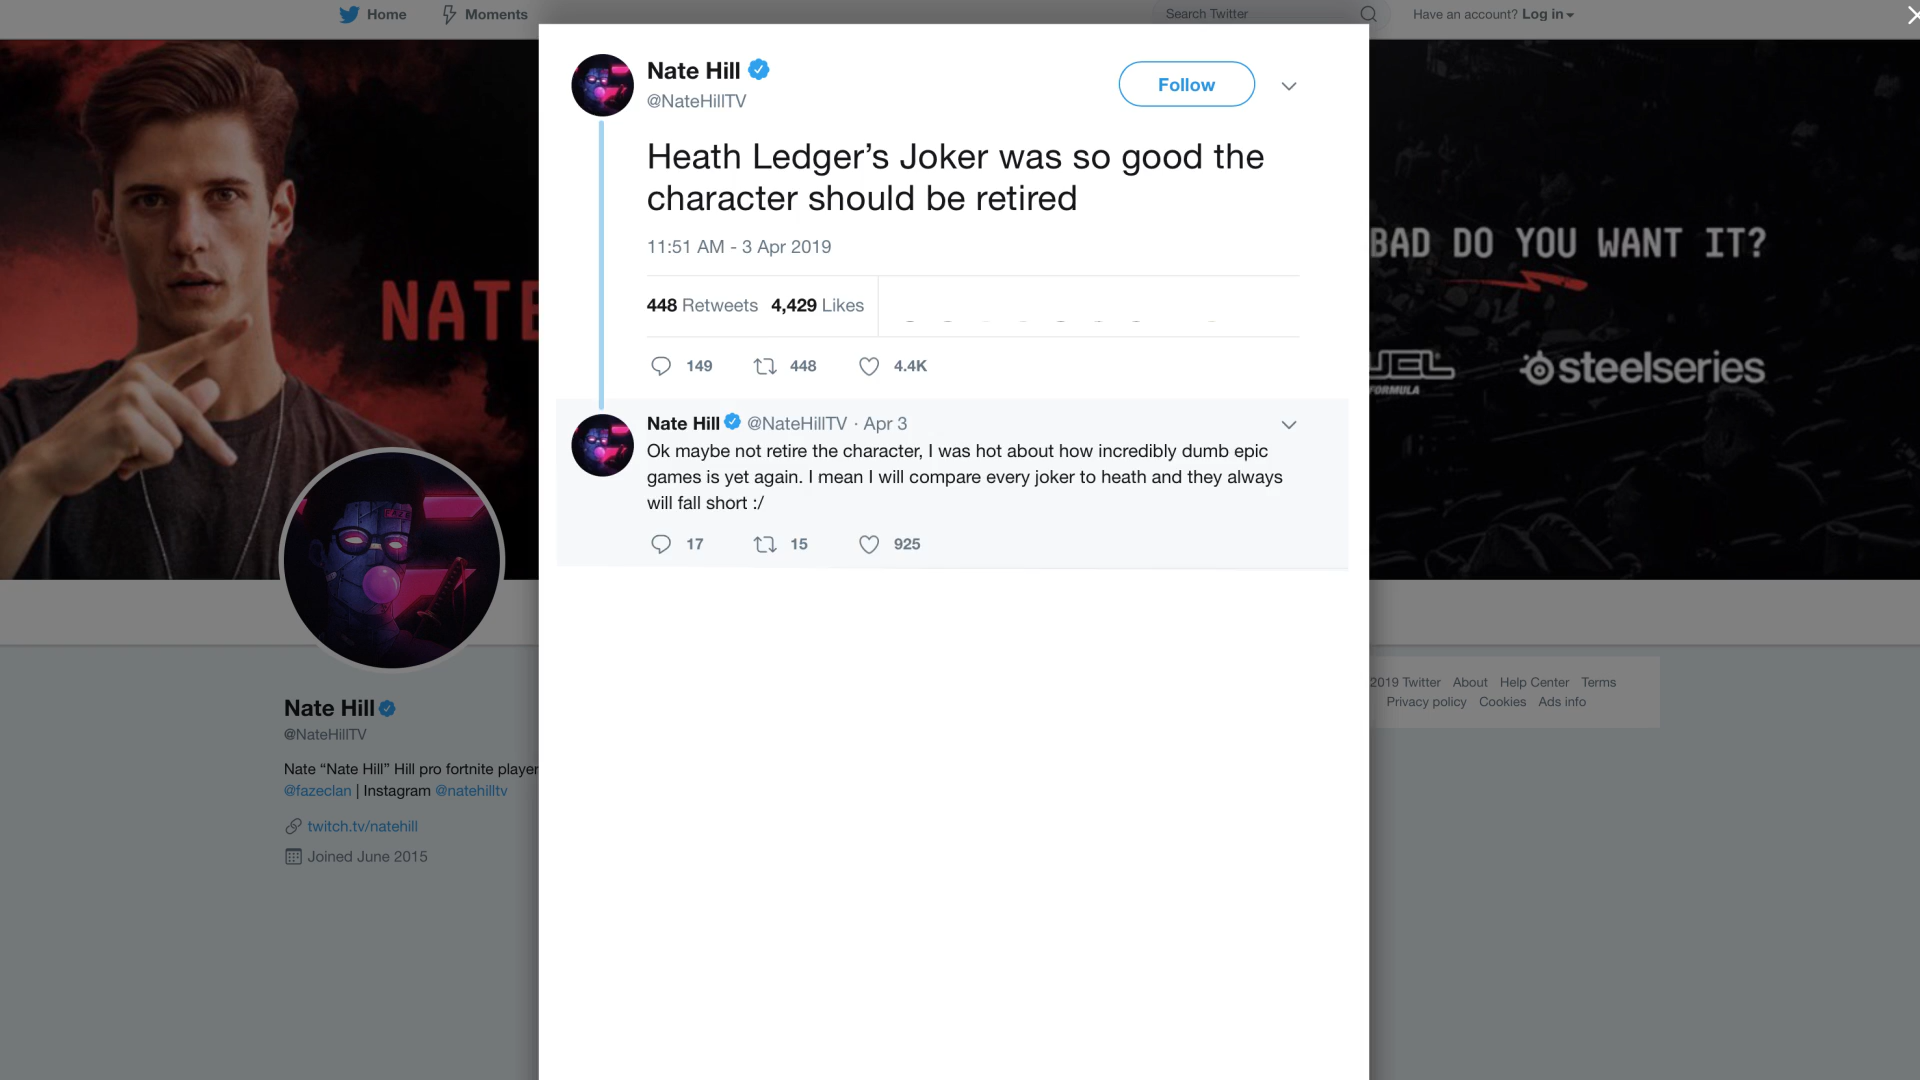 Home
Moments
Search Twitter
Have an account? Log in
Nate Hill
@NateHillTV
Follow
Heath Ledger’s Joker was so good the
character should be retired
11:51 AM - 3 Apr 2019
448 Retweets 4,429 Likes
149 448 4.4K
Nate Hill @NateHillTV · Apr 3
Ok maybe not retire the character, I was hot about how incredibly dumb epic
games is yet again. I mean I will compare every joker to heath and they always
will fall short :/
17 15 925
NATE
BAD DO YOU WANT IT?
FORMULA
steelseries
FAZE
Nate Hill
@NateHillTV
Nate “Nate Hill” Hill pro fortnite player
@fazeclan | Instagram @natehilltv
twitch.tv/natehill
Joined June 2015
2019 Twitter About Help Center Terms
Privacy policy Cookies Ads info